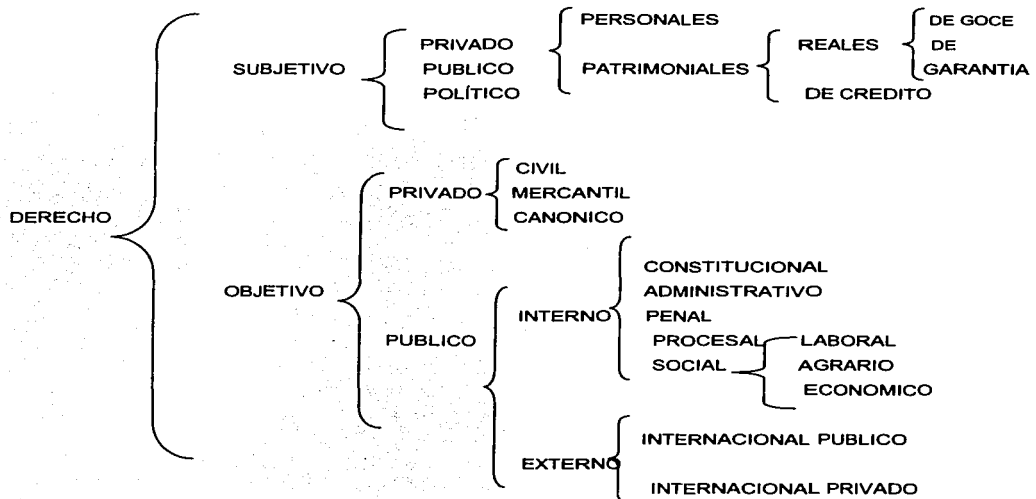 DERECHO
SUBJETIVO
PRIVADO
PUBLICO
POLÍTICO
PERSONALES
PATRIMONIALES
REALES
DE GOCE
DE
GARANTIA
DE CREDITO
OBJETIVO
PRIVADO
CIVIL
MERCANTIL
CANONICO
PUBLICO
INTERNO
CONSTITUCIONAL
ADMINISTRATIVO
PENAL
PROCESAL
SOCIAL
LABORAL
AGRARIO
ECONOMICO
EXTERNO
INTERNACIONAL PUBLICO
INTERNACIONAL PRIVADO